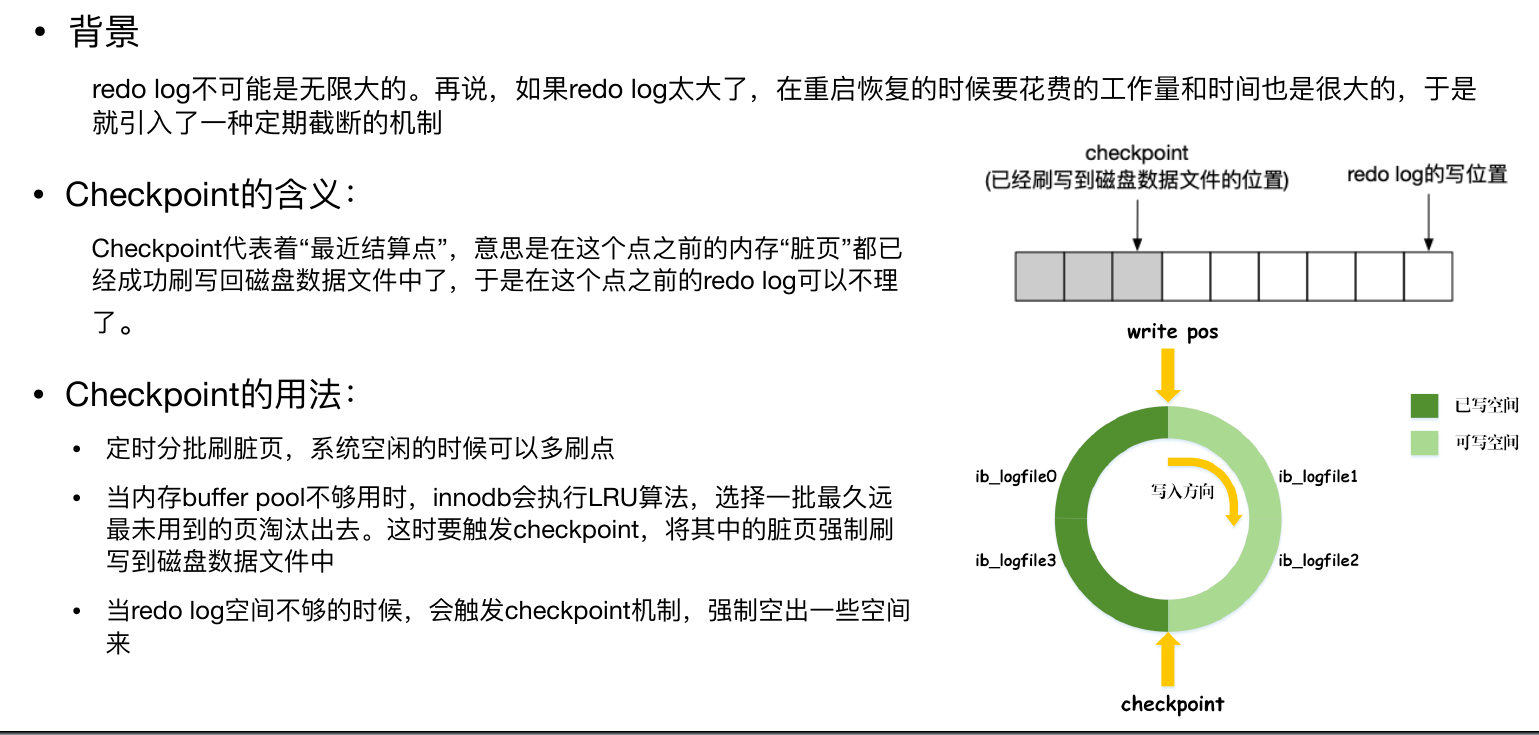 • 背景
redo log不可能是无限大的。再说，如果redo log太大了，在重启恢复的时候要花费的工作量和时间也是很大的，于是
就引入了一种定期截断的机制
• Checkpoint的含义：
Checkpoint代表着“最近结算点”，意思是在这个点之前的内存“脏页”都已
经成功刷写回磁盘数据文件中了，于是在这个点之前的redo log可以不理
了。
• Checkpoint的用法：
• 定时分批刷脏页，系统空闲的时候可以多刷点
• 当内存buffer pool不够用时，innodb会执行LRU算法，选择一批最久远
最未用到的页淘汰出去。这时要触发checkpoint，将其中的脏页强制刷
写到磁盘数据文件中
• 当redo log空间不够的时候，会触发checkpoint机制，强制空出一些空间
来
checkpoint
(已经刷写到磁盘数据文件的位置)
redo log的写位置
write pos
已写空间
可写空间
ib_logfile0
ib_logfile1
写入方向
ib_logfile3
ib_logfile2
checkpoint